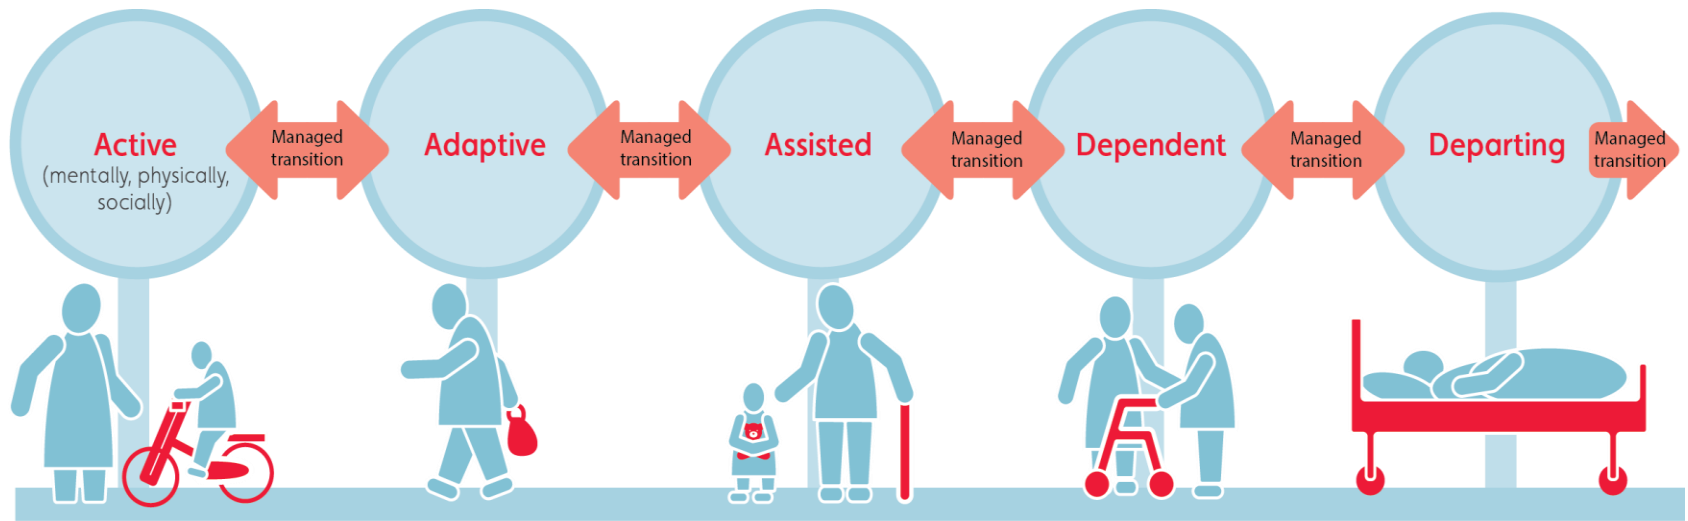 Active
(mentally, physically,
socially)
Managed
transition
Adaptive
Managed
transition
Assisted
Managed
transition
Dependent
Managed
transition
Departing
Managed
transition